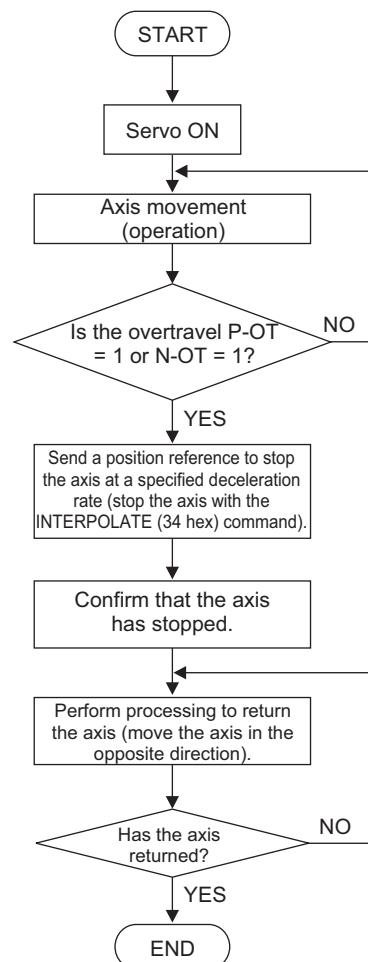 START
Servo ON
Axis movement
(operation)
Is the overtravel P-OT
= 1 or N-OT = 1?
NO
YES
Send a position reference to stop
the axis at a specified deceleration
rate (stop the axis with the
INTERPOLATE (34 hex) command).
Confirm that the axis
has stopped.
Perform processing to return
the axis (move the axis in the
opposite direction).
Has the axis
returned?
NO
YES
END